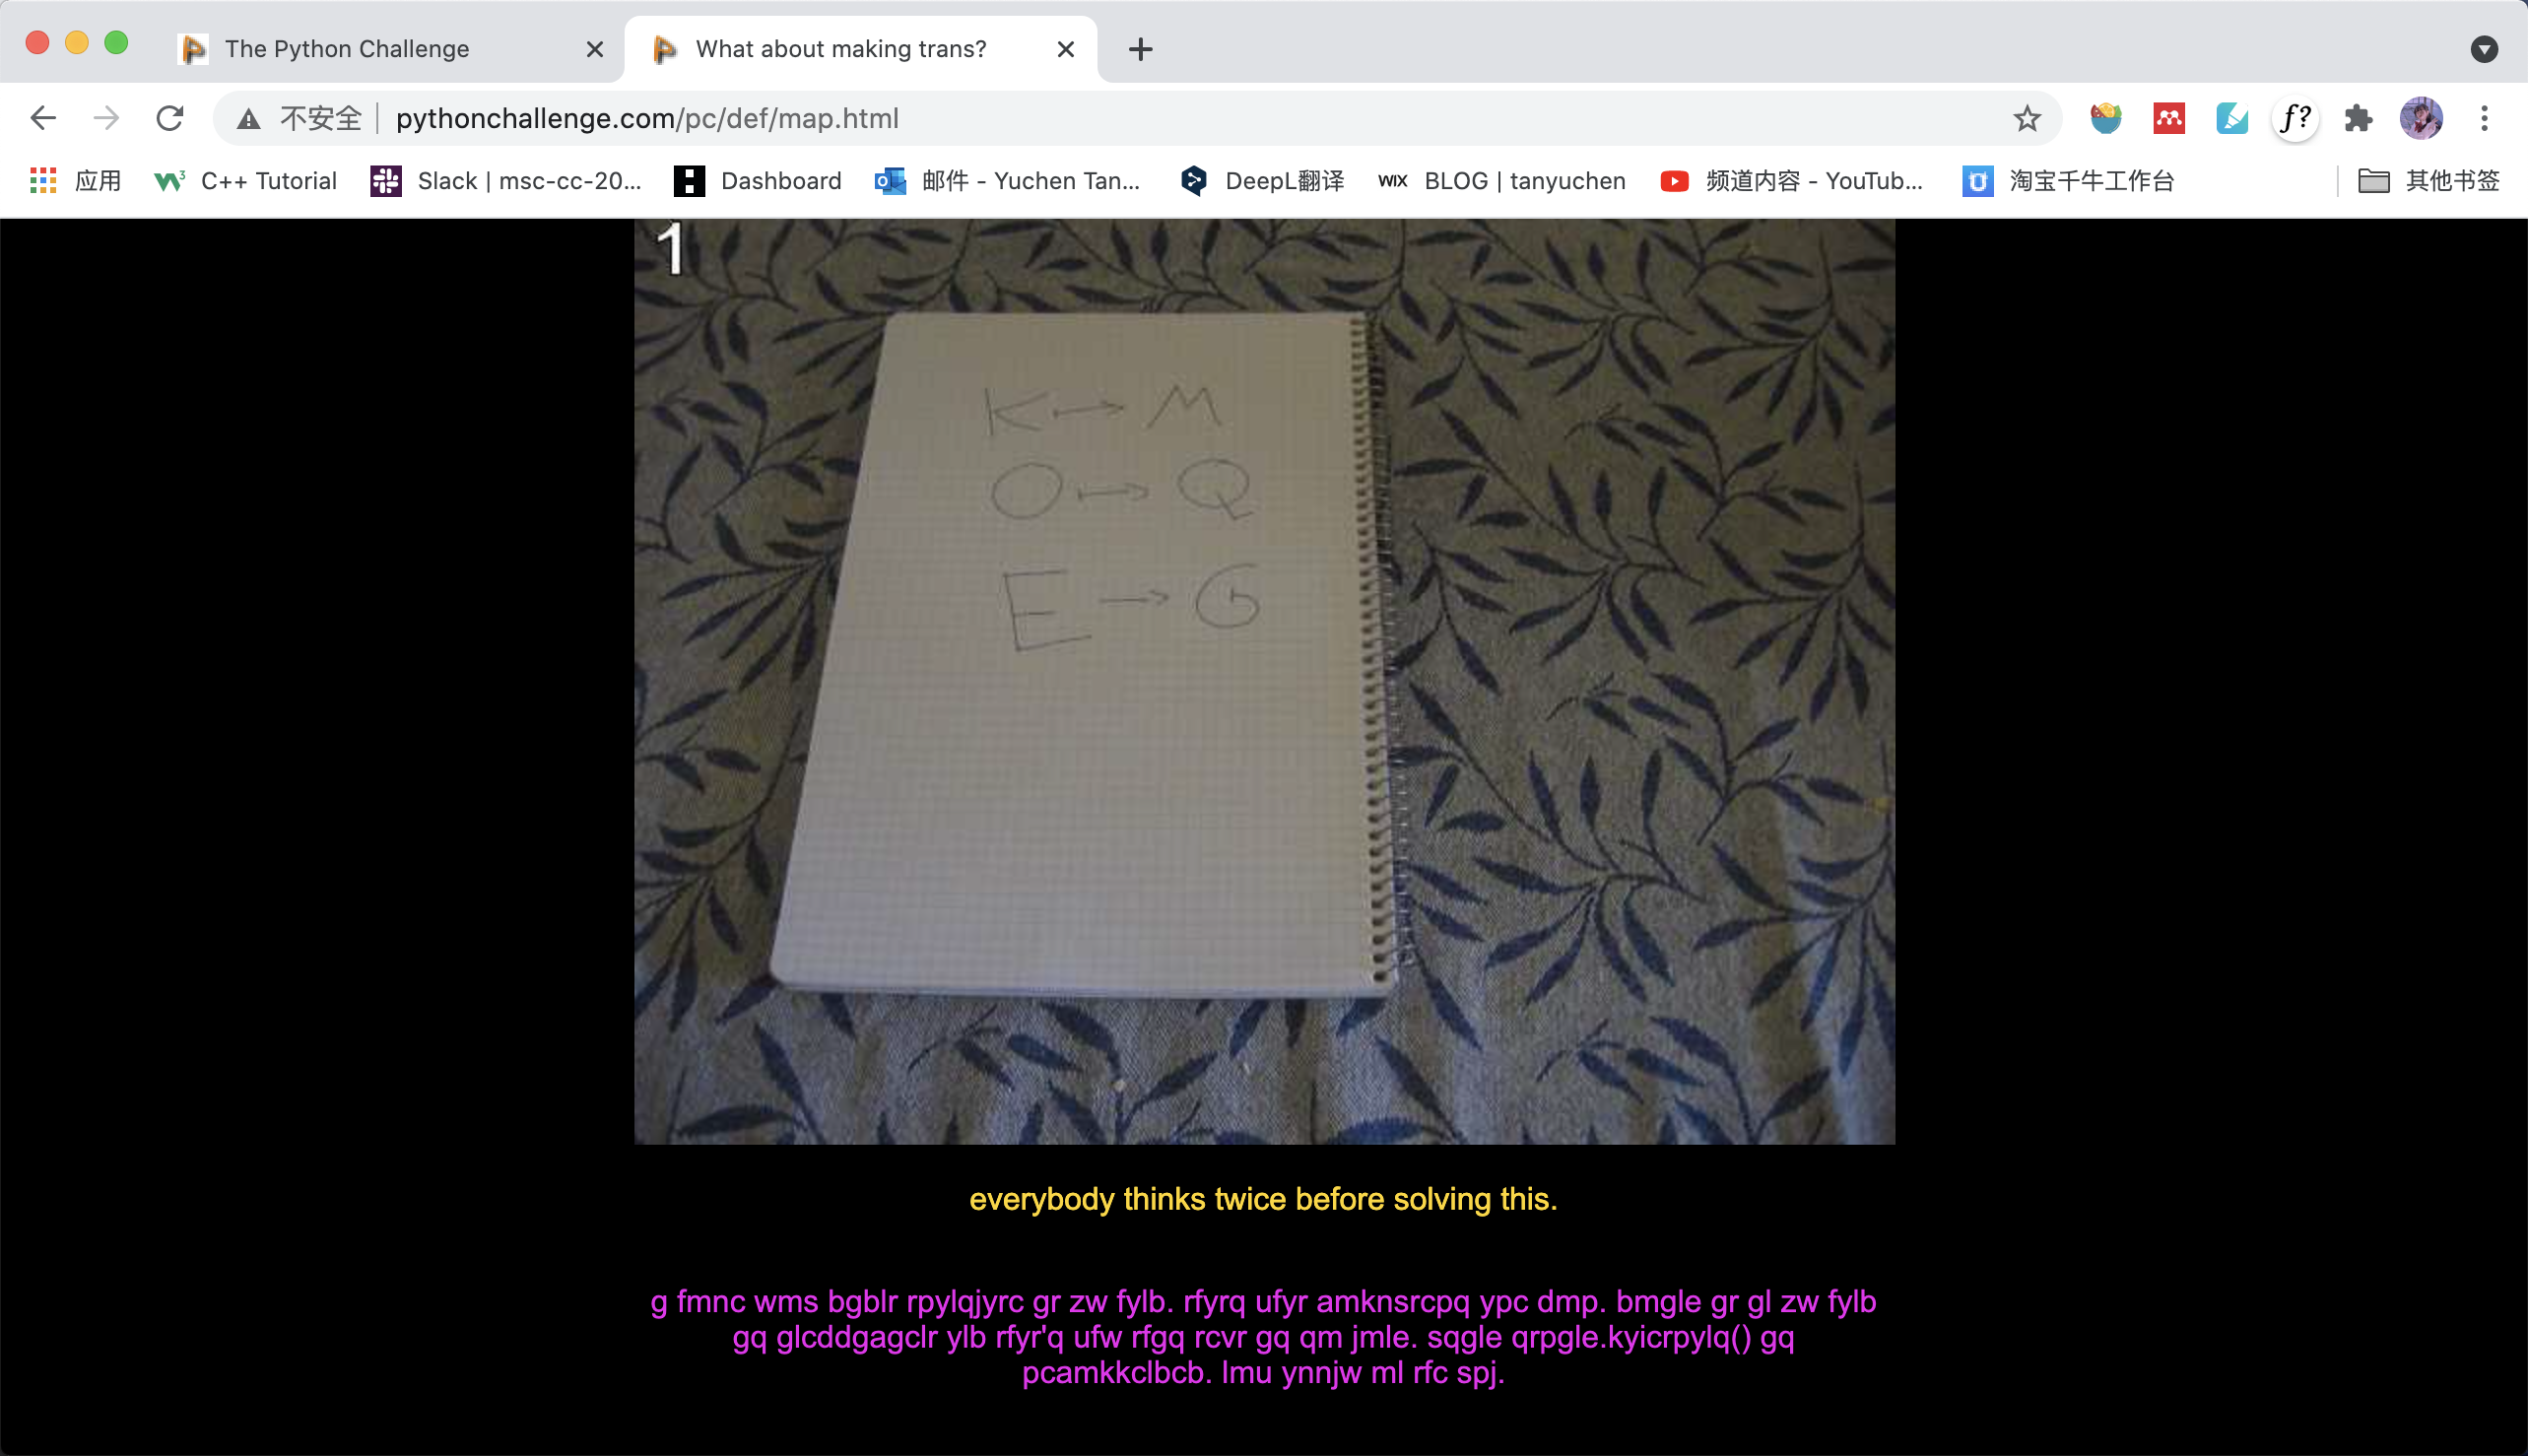 The Python Challenge
What about making trans?
不安全
pythonchallenge.com/pc/def/map.html
f?
应用
C++ Tutorial
Slack | msc-cc-20...
Dashboard
邮件 - Yuchen Tan...
DeepL翻译
WIX BLOG | tanyuchen
频道内容 - YouTub...
淘宝千牛工作台
其他书签
1
K → M
O → Q
E → G
everybody thinks twice before solving this.
g fmnc wms bgblr rpylqjyrc gr zw fylb. rfyrq ufyr amknsrcpq ypc dmp. bmgle gr gl zw fylb
gq glcddgagclr ylb rfyr'q ufw rfgq rcvr gq qm jmle. sqgle qrpgle.kyicrpylq() gq
pcamkkclbcb. lmu ynnjw ml rfc spj.